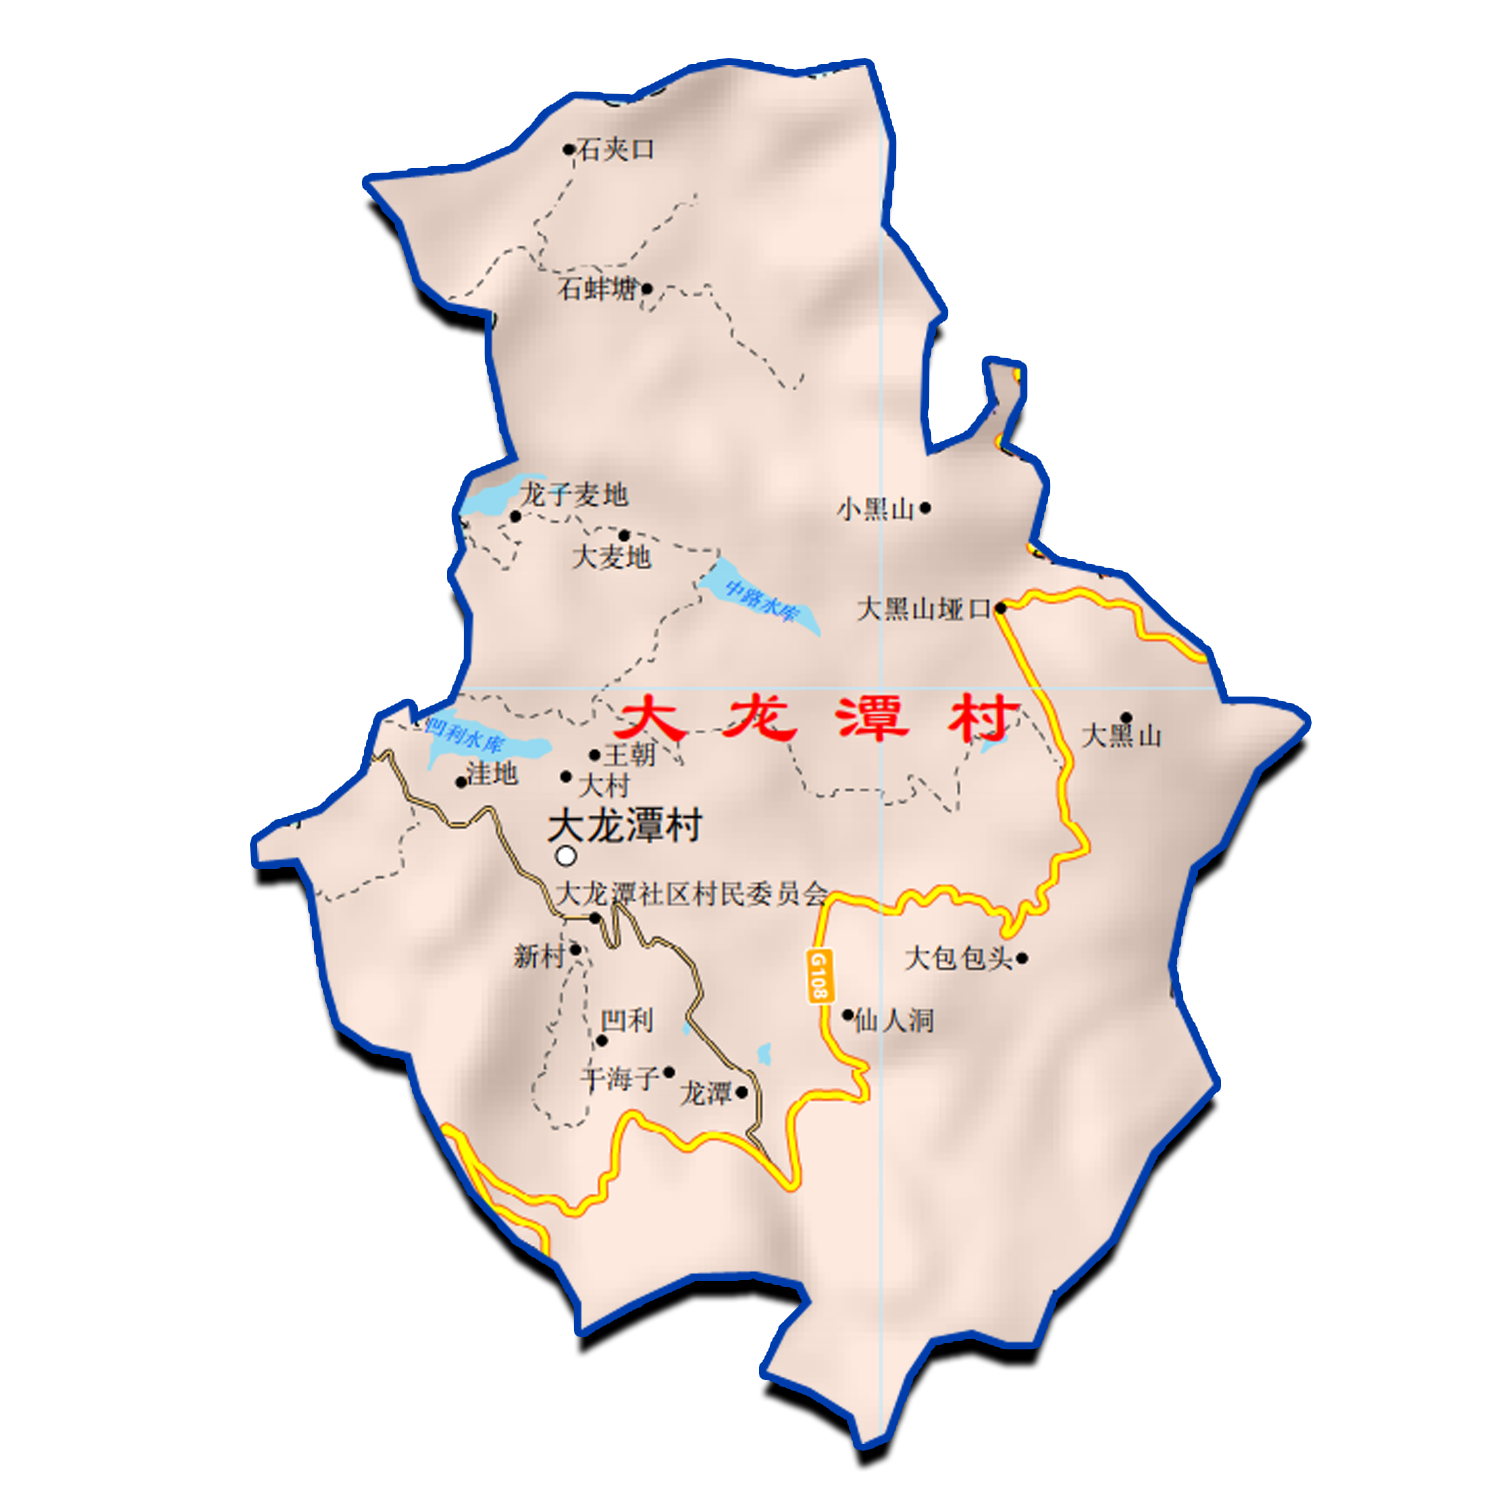 石夹口
石蚌塘
龙子麦地
大麦地
小黑山
中路水库
大黑山垭口
大龙潭村
大黑山
凹利水库
王朝
洼地
大村
大龙潭村
大龙潭社区村民委员会
新村
大包包头
G108
仙人洞
凹利
干海子
龙潭